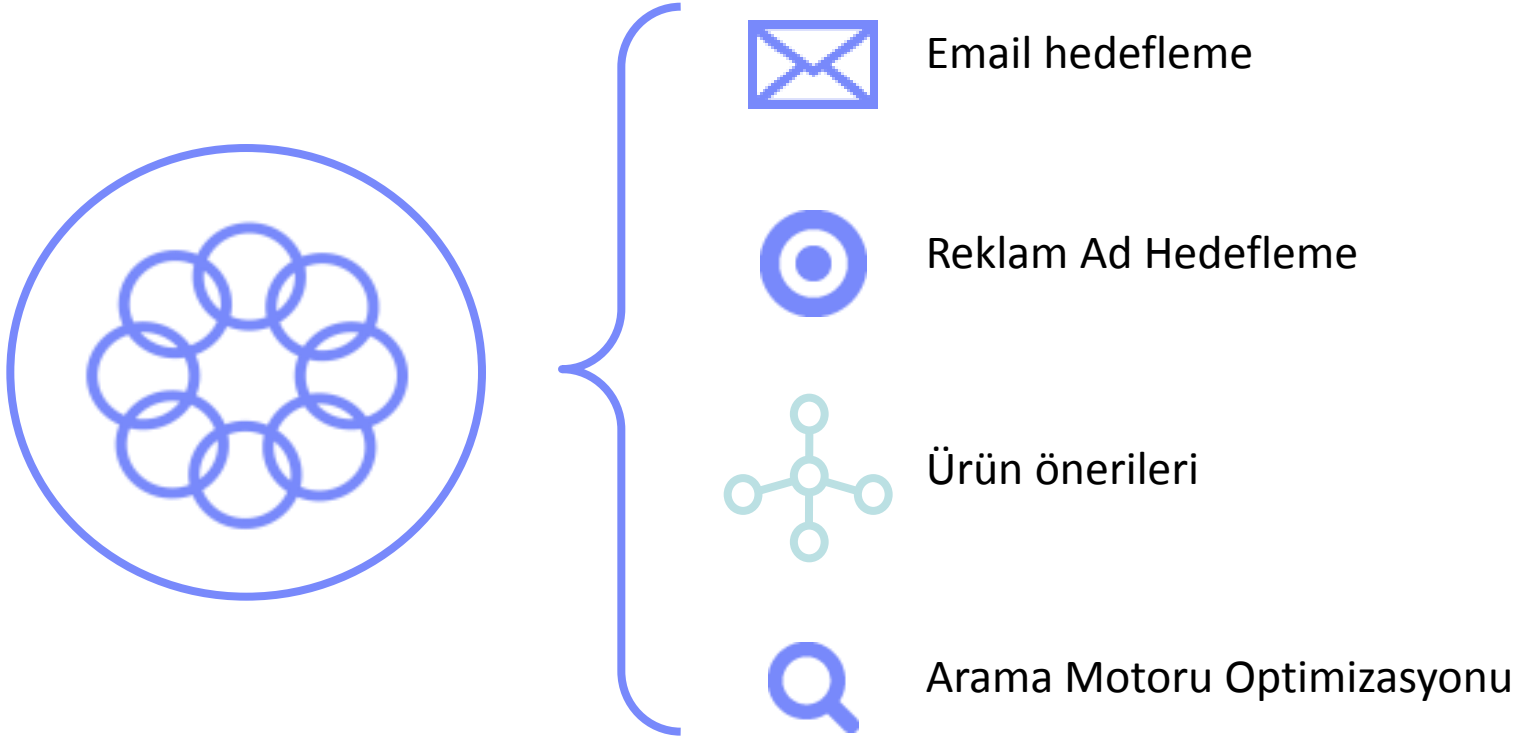 Email hedefleme
Reklam Ad Hedefleme
Ürün önerileri
Arama Motoru Optimizasyonu